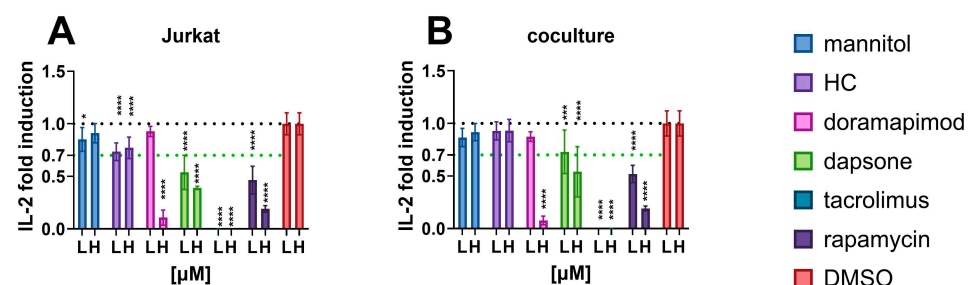 A
Jurkat
IL-2 fold induction
1.5
1.0
0.7
0.5
0.0
*
****
****
****
****
****
****
****
****
****
L H L H L H L H L H L H L H
[µM]
B
coculture
IL-2 fold induction
1.5
1.0
0.7
0.5
0.0
****
***
****
****
****
****
****
L H L H L H L H L H L H L H
[µM]
mannitol
HC
doramapimod
dapsone
tacrolimus
rapamycin
DMSO